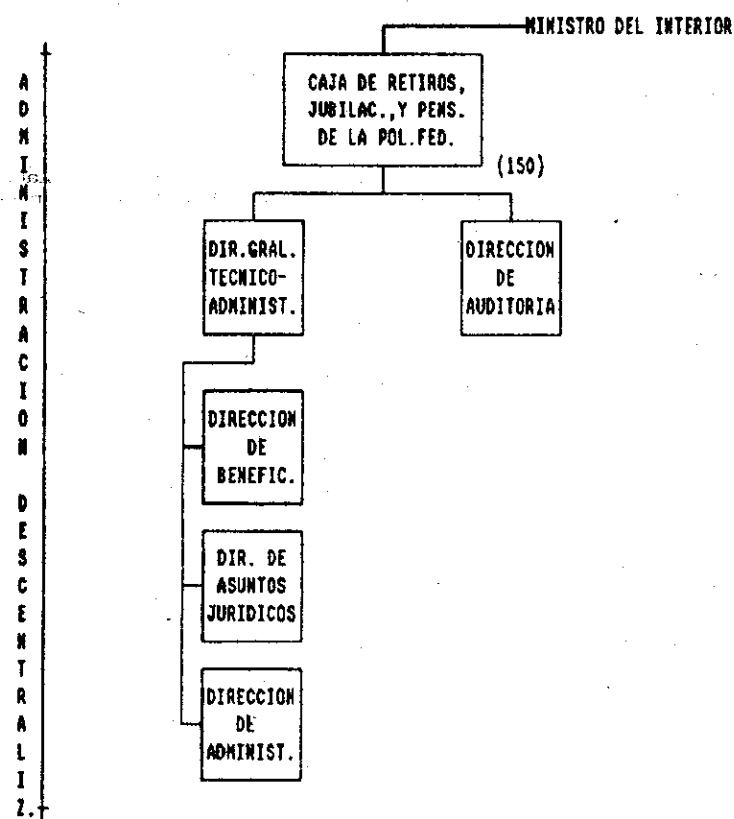 MINISTRO DEL INTERIOR
CAJA DE RETIROS,
JUBILAC.,Y PENS.
DE LA POL.FED.
(150)
DIR.GRAL.
TECNICO-
ADMINIST.
DIRECCION
DE
AUDITORIA
DIRECCION
DE
BENEFIC.
DIR. DE
ASUNTOS
JURIDICOS
DIRECCION
DE
ADMINIST.
ADMINISTRACION DESCENTRALIZ.